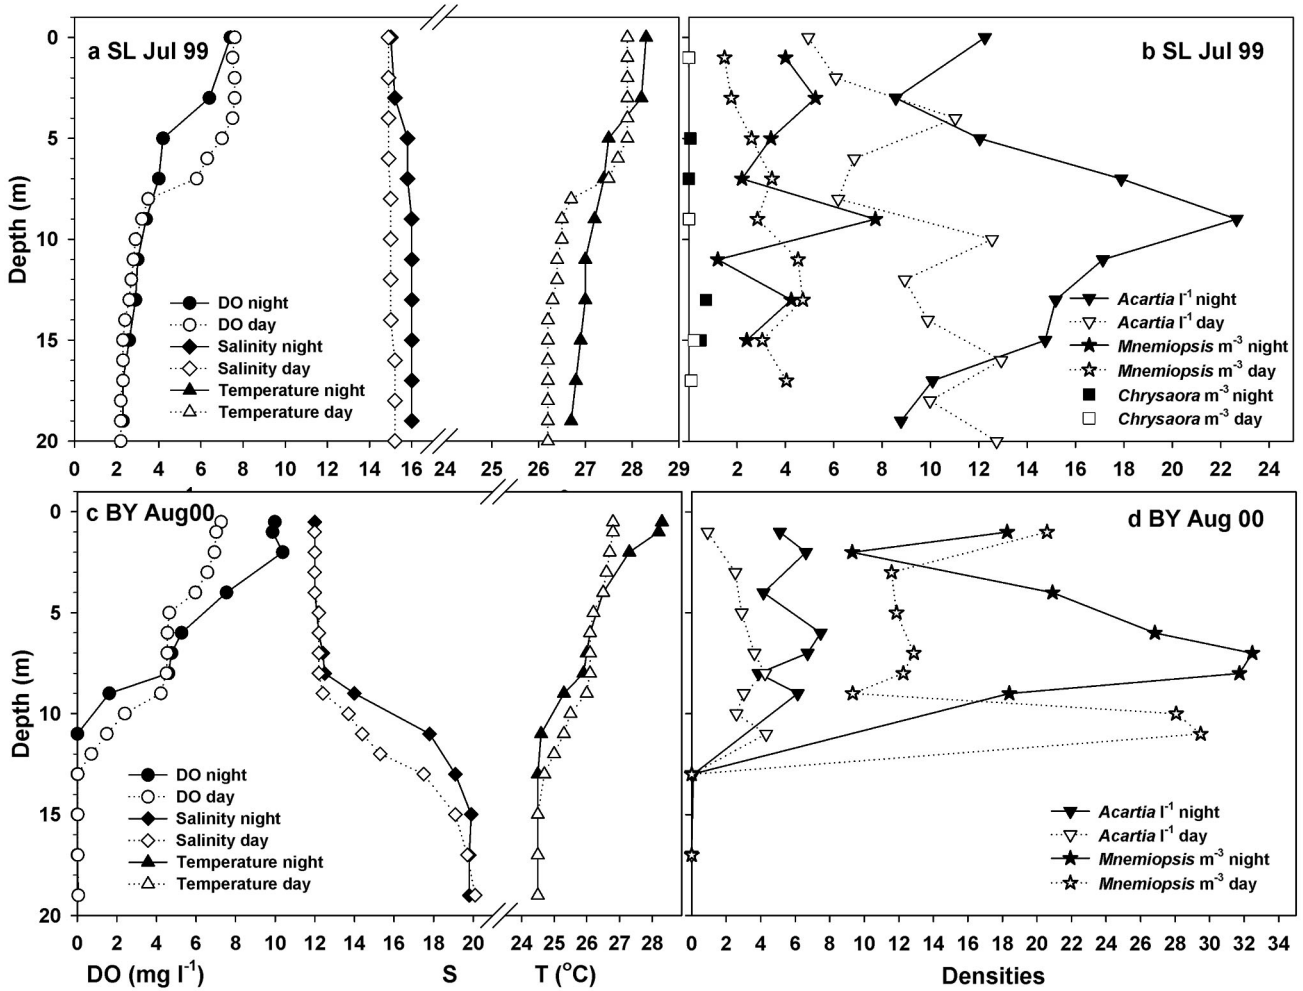 a SL Jul 99
b SL Jul 99
0
5
10
15
20
Depth (m)
DO night
DO day
Salinity night
Salinity day
Temperature night
Temperature day
Acartia l-1 night
Acartia l-1 day
Mnemiopsis m-3 night
Mnemiopsis m-3 day
Chrysaora m-3 night
Chrysaora m-3 day
0 2 4 6 8 10 12 14 15 16 24 25 26 27 28 29
2 4 6 8 10 12 14 16 18 20 22 24
c BY Aug00
d BY Aug 00
0
5
10
15
20
Depth (m)
DO night
DO day
Salinity night
Salinity day
Temperature night
Temperature day
Acartia l-1 night
Acartia l-1 day
Mnemiopsis m-3 night
Mnemiopsis m-3 day
0 2 4 6 8 10 12 14 16 18 20 24 25 26 27 28
0 2 4 6 8 10 12 14 16 18 20 22 24 26 28 30 32 34
DO (mg l-1) S T (oC)
Densities